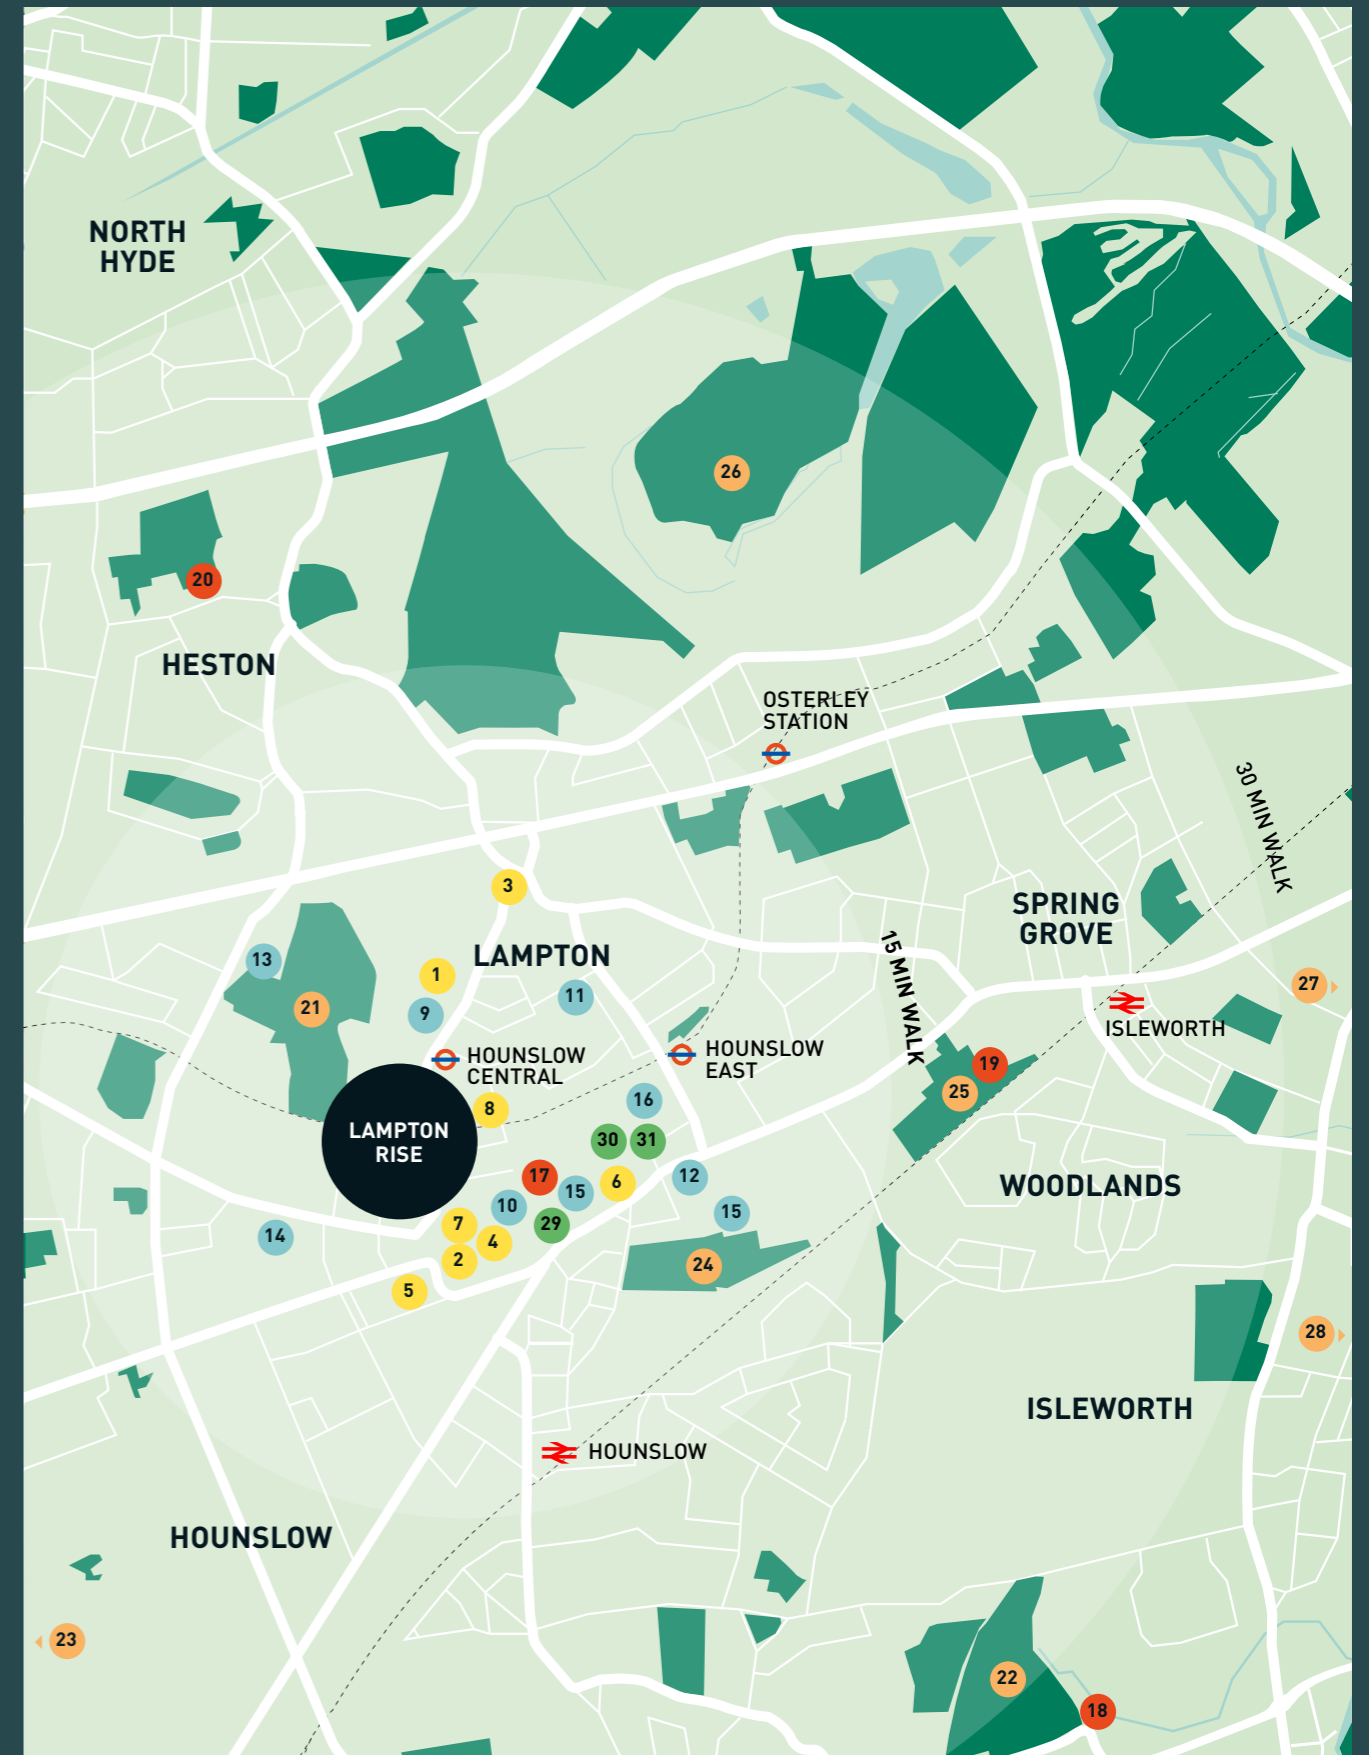 NORTH
HYDE
26
20
HESTON
OSTERLEY
STATION
30 MIN WALK
3
SPRING
GROVE
LAMPTON
15 MIN WALK
13
1
27
11
21
9
ISLEWORTH
HOUNSLOW
CENTRAL
HOUNSLOW
EAST
19
25
8
16
LAMPTON
RISE
30
31
17
12
6
WOODLANDS
15
10
15
7
29
14
4
2
24
5
28
ISLEWORTH
HOUNSLOW
HOUNSLOW
23
22
18